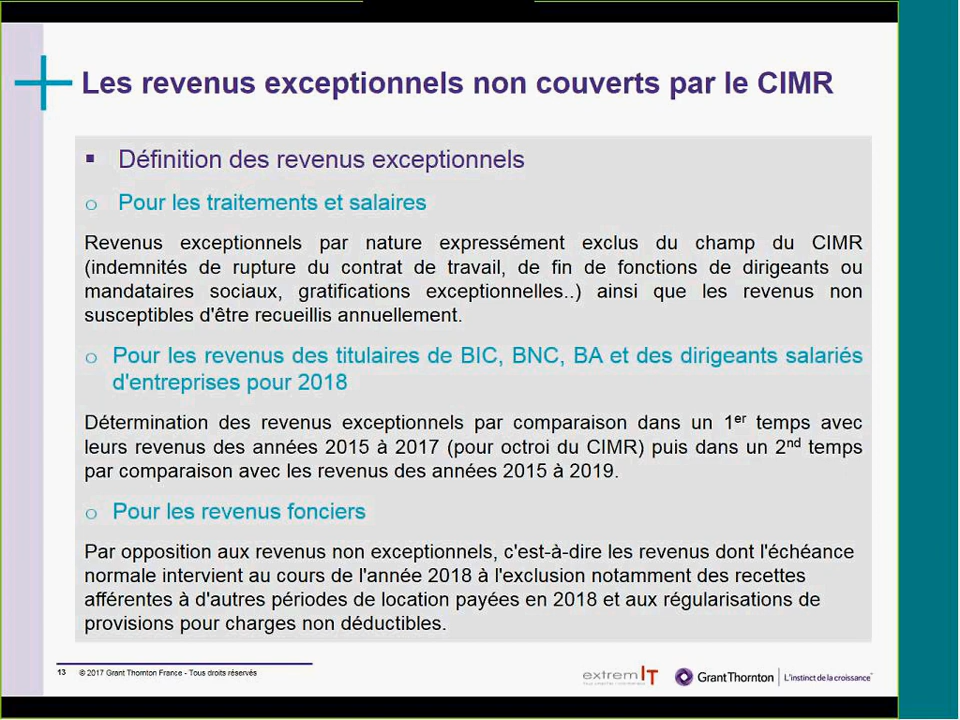 Les revenus exceptionnels non couverts par le CIMR
▪ Définition des revenus exceptionnels
o Pour les traitements et salaires
Revenus exceptionnels par nature expressément exclus du champ du CIMR
(indemnités de rupture du contrat de travail, de fin de fonctions de dirigeants ou
mandataires sociaux, gratifications exceptionnelles..) ainsi que les revenus non
susceptibles d'être recueillis annuellement.
o Pour les revenus des titulaires de BIC, BNC, BA et des dirigeants salariés
d'entreprises pour 2018
Détermination des revenus exceptionnels par comparaison dans un 1er temps avec
leurs revenus des années 2015 à 2017 (pour octroi du CIMR) puis dans un 2nd temps
par comparaison avec les revenus des années 2015 à 2019.
o Pour les revenus fonciers
Par opposition aux revenus non exceptionnels, c'est-à-dire les revenus dont l'échéance
normale intervient au cours de l'année 2018 à l'exclusion notamment des recettes
afférentes à d'autres périodes de location payées en 2018 et aux régularisations de
provisions pour charges non déductibles.
13 © 2017 Grant Thornton France - Tous droits réservés
extremIT
GrantThornton L'instinct de la croissance